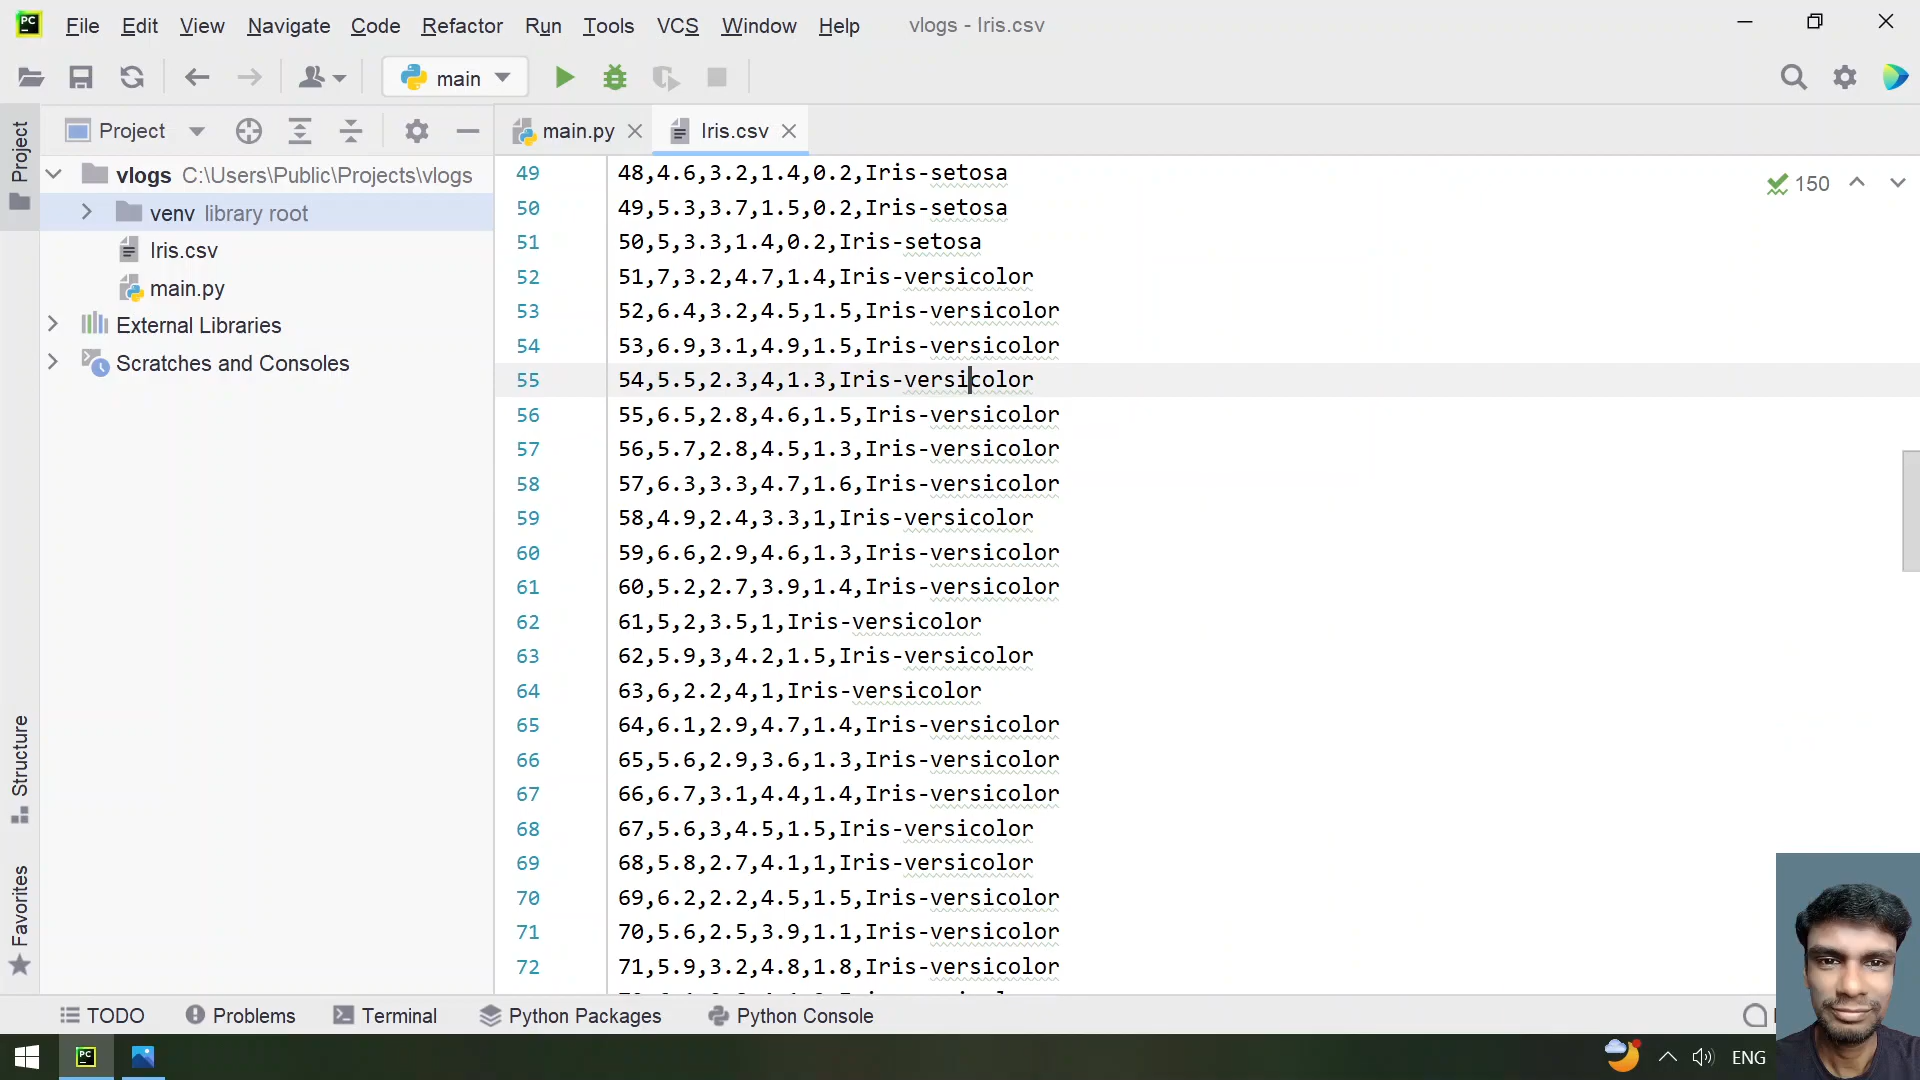 PC File Edit View Navigate Code Refactor Run Tools VCS Window Help vlogs - Iris.csv
main
Project
Project main.py Iris.csv
vlogs C:\Users\Public\Projects\vlogs
venv library root
Iris.csv
main.py
External Libraries
Scratches and Consoles
49 48,4.6,3.2,1.4,0.2,Iris-setosa
150
50 49,5.3,3.7,1.5,0.2,Iris-setosa
51 50,5,3.3,1.4,0.2,Iris-setosa
52 51,7,3.2,4.7,1.4,Iris-versicolor
53 52,6.4,3.2,4.5,1.5,Iris-versicolor
54 53,6.9,3.1,4.9,1.5,Iris-versicolor
55 54,5.5,2.3,4,1.3,Iris-versicolor
56 55,6.5,2.8,4.6,1.5,Iris-versicolor
57 56,5.7,2.8,4.5,1.3,Iris-versicolor
58 57,6.3,3.3,4.7,1.6,Iris-versicolor
59 58,4.9,2.4,3.3,1,Iris-versicolor
60 59,6.6,2.9,4.6,1.3,Iris-versicolor
61 60,5.2,2.7,3.9,1.4,Iris-versicolor
62 61,5,2,3.5,1,Iris-versicolor
63 62,5.9,3,4.2,1.5,Iris-versicolor
64 63,6,2.2,4,1,Iris-versicolor
65 64,6.1,2.9,4.7,1.4,Iris-versicolor
66 65,5.6,2.9,3.6,1.3,Iris-versicolor
67 66,6.7,3.1,4.4,1.4,Iris-versicolor
68 67,5.6,3,4.5,1.5,Iris-versicolor
69 68,5.8,2.7,4.1,1,Iris-versicolor
70 69,6.2,2.2,4.5,1.5,Iris-versicolor
71 70,5.6,2.5,3.9,1.1,Iris-versicolor
72 71,5.9,3.2,4.8,1.8,Iris-versicolor
Structure
Favorites
TODO Problems Terminal Python Packages Python Console
PC ENG